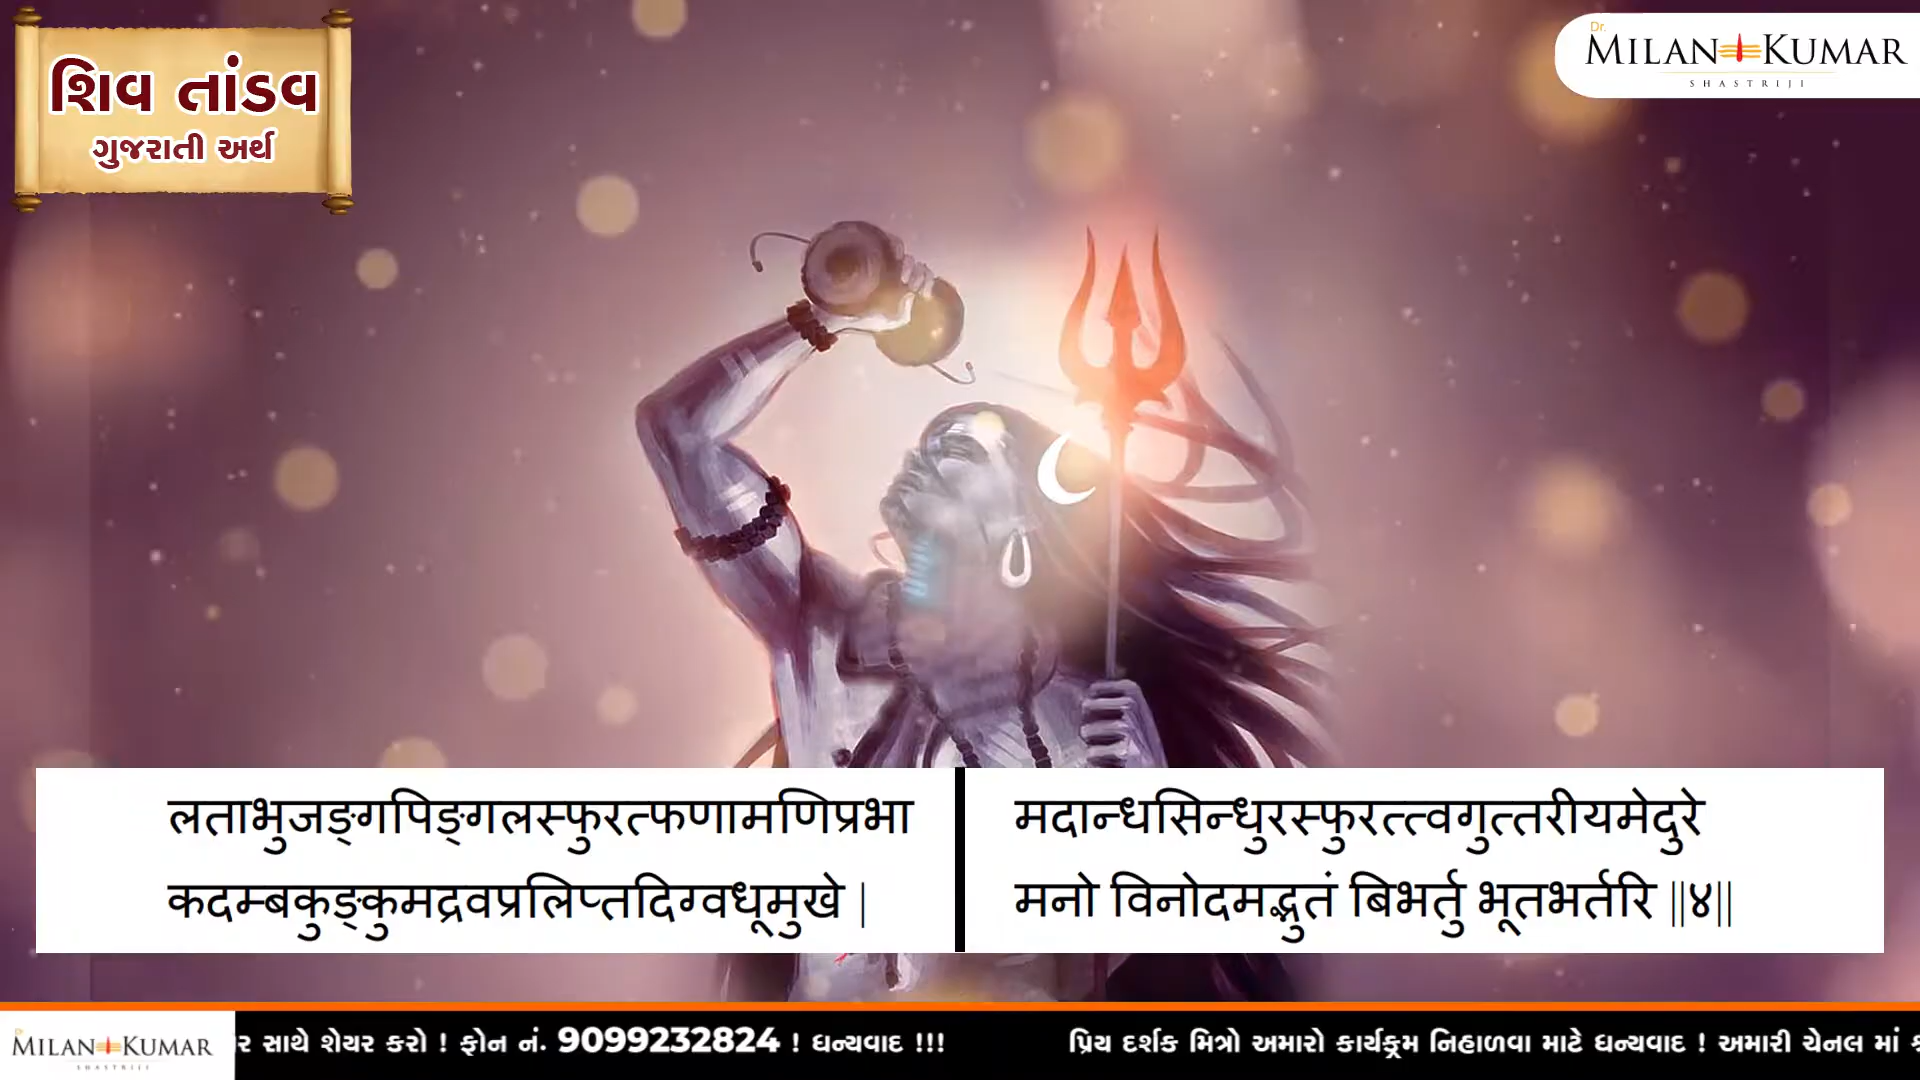 શિવ તાંડવ
ગુજરાતી અર્થ
Dr.
MILAN KUMAR
SHASTRIJI
लताभुजङ्गपिङ्गलस्फुरत्फणामणिप्रभा
कदम्बकुङ्कुमद्रवप्रलिप्तदिग्वधूमुखे |
मदान्धसिन्धुरस्फुरत्त्वगुत्तरीयमेदुरे
मनो विनोदमद्भुतं बिभर्तु भूतभर्तरि ||४||
Dr.
MILAN KUMAR
SHASTRIJI
સાથે શેયર કરો ! ફોન નં. 9099232824 ! ધન્યવાદ !!! પ્રિય દર્શક મિત્રો અમારો કાર્યક્રમ નિહાળવા માટે ધન્યવાદ ! અમારી ચેનલ માં